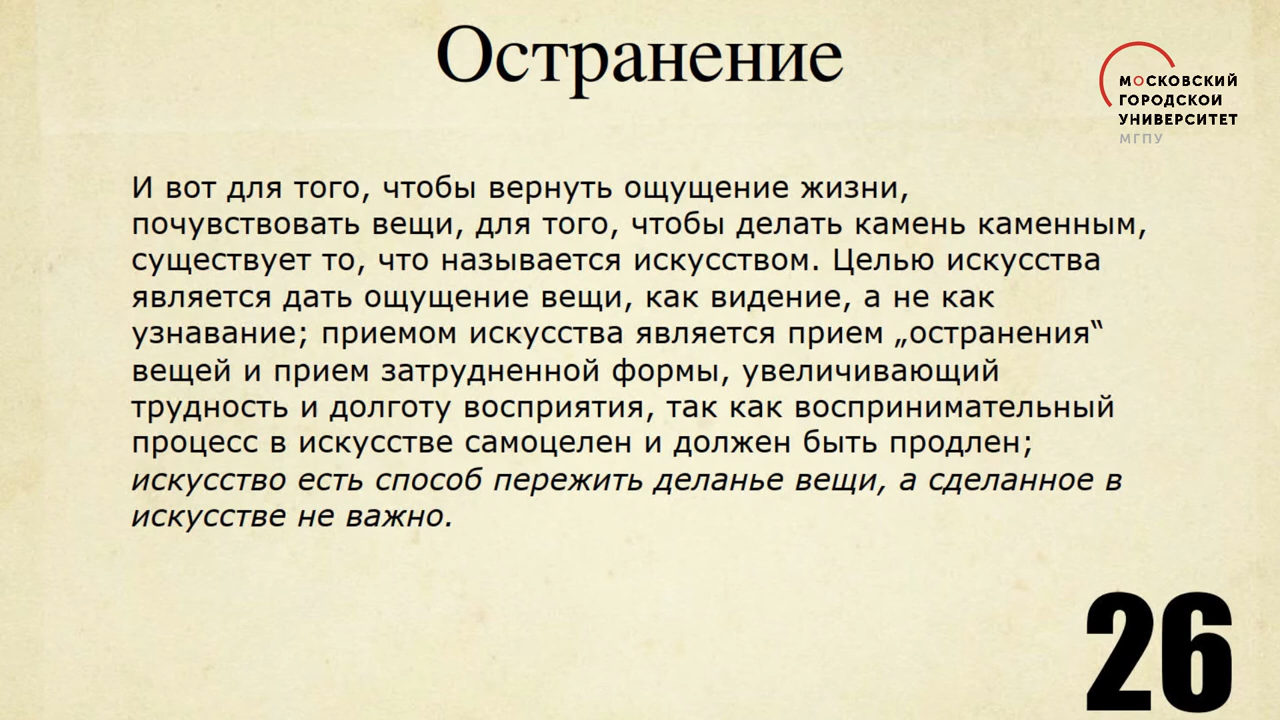 Остранение
МОСКОВСКИЙ
ГОРОДСКОЙ
УНИВЕРСИТЕТ
МГПУ
И вот для того, чтобы вернуть ощущение жизни,
почувствовать вещи, для того, чтобы делать камень каменным,
существует то, что называется искусством. Целью искусства
является дать ощущение вещи, как видение, а не как
узнавание; приемом искусства является прием „остранения“
вещей и прием затрудненной формы, увеличивающий
трудность и долготу восприятия, так как воспринимательный
процесс в искусстве самоцелен и должен быть продлен;
искусство есть способ пережить деланье вещи, а сделанное в
искусстве не важно.
26